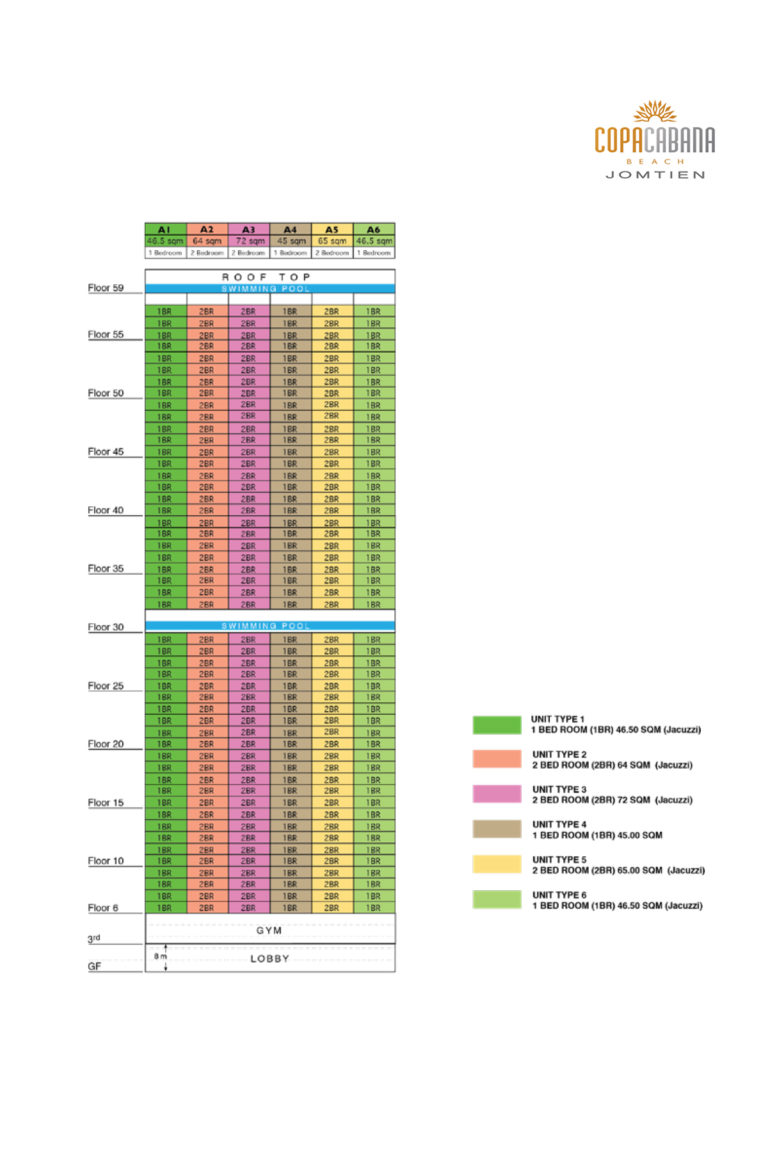 COPACABANA
BEACH
JOMTIEN
A1 A2 A3 A4 A5 A6
46.5 sqm 64 sqm 72 sqm 45 sqm 65 sqm 46.5 sqm
1 Bedroom 2 Bedroom 2 Bedroom 1 Bedroom 2 Bedroom 1 Bedroom
ROOF TOP
Floor 59 SWIMMING POOL
1BR 2BR 2BR 1BR 2BR 1BR
1BR 2BR 2BR 1BR 2BR 1BR
Floor 55 1BR 2BR 2BR 1BR 2BR 1BR
1BR 2BR 2BR 1BR 2BR 1BR
1BR 2BR 2BR 1BR 2BR 1BR
1BR 2BR 2BR 1BR 2BR 1BR
1BR 2BR 2BR 1BR 2BR 1BR
Floor 50 1BR 2BR 2BR 1BR 2BR 1BR
1BR 2BR 2BR 1BR 2BR 1BR
1BR 2BR 2BR 1BR 2BR 1BR
1BR 2BR 2BR 1BR 2BR 1BR
1BR 2BR 2BR 1BR 2BR 1BR
Floor 45 1BR 2BR 2BR 1BR 2BR 1BR
1BR 2BR 2BR 1BR 2BR 1BR
1BR 2BR 2BR 1BR 2BR 1BR
1BR 2BR 2BR 1BR 2BR 1BR
1BR 2BR 2BR 1BR 2BR 1BR
Floor 40 1BR 2BR 2BR 1BR 2BR 1BR
1BR 2BR 2BR 1BR 2BR 1BR
1BR 2BR 2BR 1BR 2BR 1BR
1BR 2BR 2BR 1BR 2BR 1BR
1BR 2BR 2BR 1BR 2BR 1BR
Floor 35 1BR 2BR 2BR 1BR 2BR 1BR
1BR 2BR 2BR 1BR 2BR 1BR
1BR 2BR 2BR 1BR 2BR 1BR
1BR 2BR 2BR 1BR 2BR 1BR
Floor 30 SWIMMING POOL
1BR 2BR 2BR 1BR 2BR 1BR
1BR 2BR 2BR 1BR 2BR 1BR
1BR 2BR 2BR 1BR 2BR 1BR
1BR 2BR 2BR 1BR 2BR 1BR
Floor 25 1BR 2BR 2BR 1BR 2BR 1BR
1BR 2BR 2BR 1BR 2BR 1BR
1BR 2BR 2BR 1BR 2BR 1BR
1BR 2BR 2BR 1BR 2BR 1BR
1BR 2BR 2BR 1BR 2BR 1BR
Floor 20 1BR 2BR 2BR 1BR 2BR 1BR
1BR 2BR 2BR 1BR 2BR 1BR
1BR 2BR 2BR 1BR 2BR 1BR
1BR 2BR 2BR 1BR 2BR 1BR
1BR 2BR 2BR 1BR 2BR 1BR
Floor 15 1BR 2BR 2BR 1BR 2BR 1BR
1BR 2BR 2BR 1BR 2BR 1BR
1BR 2BR 2BR 1BR 2BR 1BR
1BR 2BR 2BR 1BR 2BR 1BR
1BR 2BR 2BR 1BR 2BR 1BR
Floor 10 1BR 2BR 2BR 1BR 2BR 1BR
1BR 2BR 2BR 1BR 2BR 1BR
1BR 2BR 2BR 1BR 2BR 1BR
1BR 2BR 2BR 1BR 2BR 1BR
Floor 6 1BR 2BR 2BR 1BR 2BR 1BR
GYM
3rd
8 m LOBBY
GF
UNIT TYPE 1
1 BED ROOM (1BR) 46.50 SQM (Jacuzzi)
UNIT TYPE 2
2 BED ROOM (2BR) 64 SQM (Jacuzzi)
UNIT TYPE 3
2 BED ROOM (2BR) 72 SQM (Jacuzzi)
UNIT TYPE 4
1 BED ROOM (1BR) 45.00 SQM
UNIT TYPE 5
2 BED ROOM (2BR) 65.00 SQM (Jacuzzi)
UNIT TYPE 6
1 BED ROOM (1BR) 46.50 SQM (Jacuzzi)